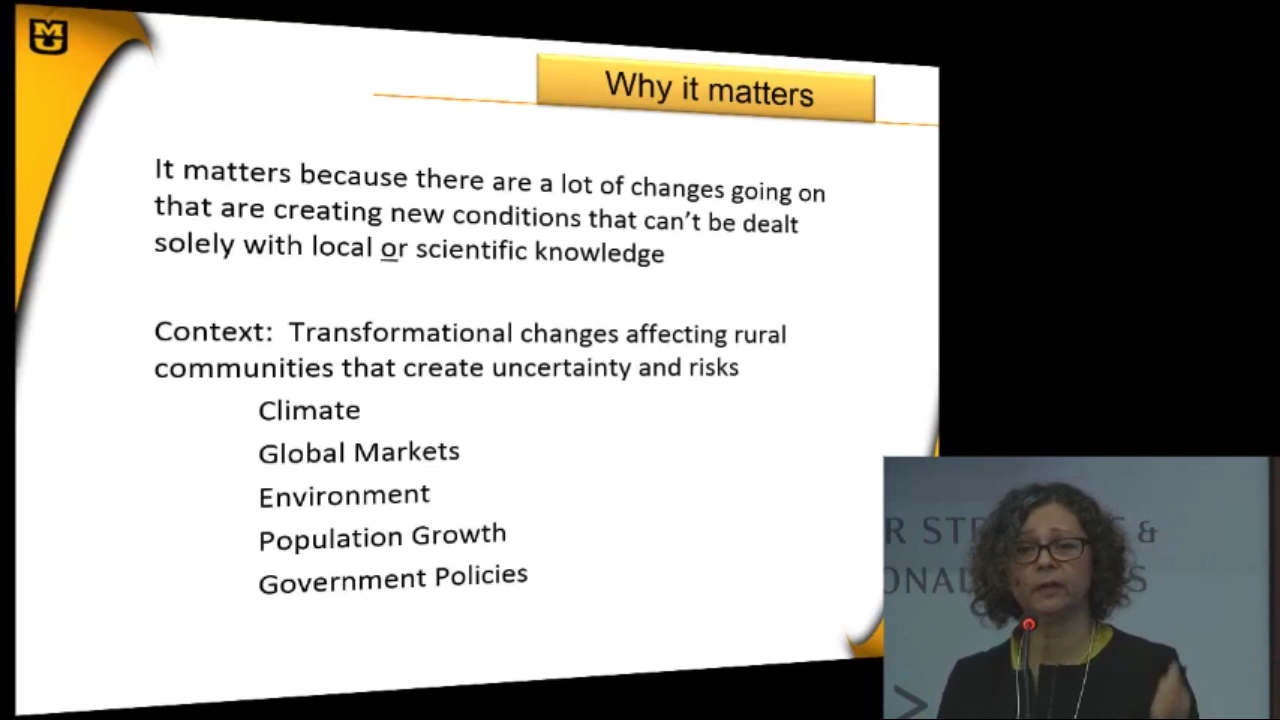 MU
Why it matters
It matters because there are a lot of changes going on
that are creating new conditions that can't be dealt
solely with local or scientific knowledge
Context: Transformational changes affecting rural
communities that create uncertainty and risks
Climate
Global Markets
Environment
Population Growth
Government Policies
R ST &
ONAL S